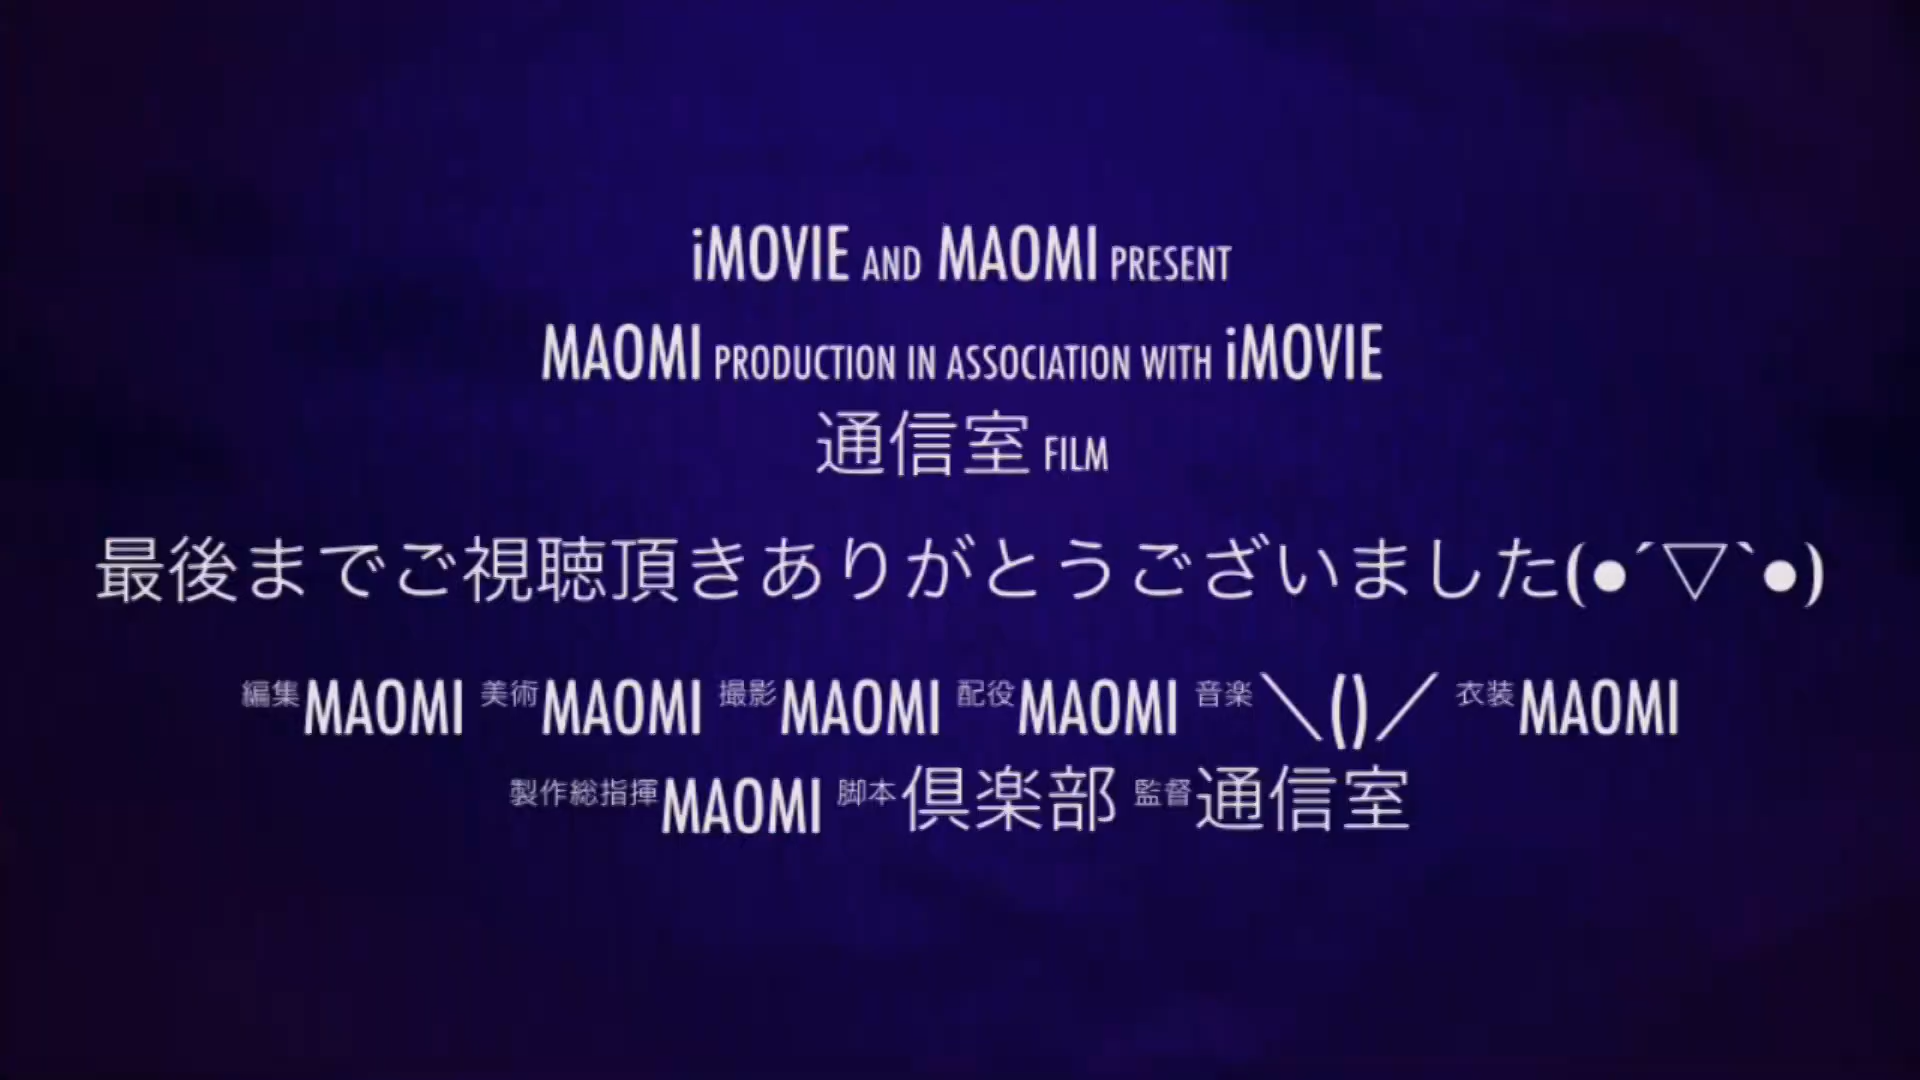 iMOVIE AND MAOMI PRESENT
MAOMI PRODUCTION IN ASSOCIATION WITH iMOVIE
通信室 FILM
最後までご視聴頂きありがとうございました(●´▽`●)
編集MAOMI 美術MAOMI 撮影MAOMI 配役MAOMI 音楽＼()／ 衣装MAOMI
製作総指揮MAOMI 脚本倶楽部 監督通信室